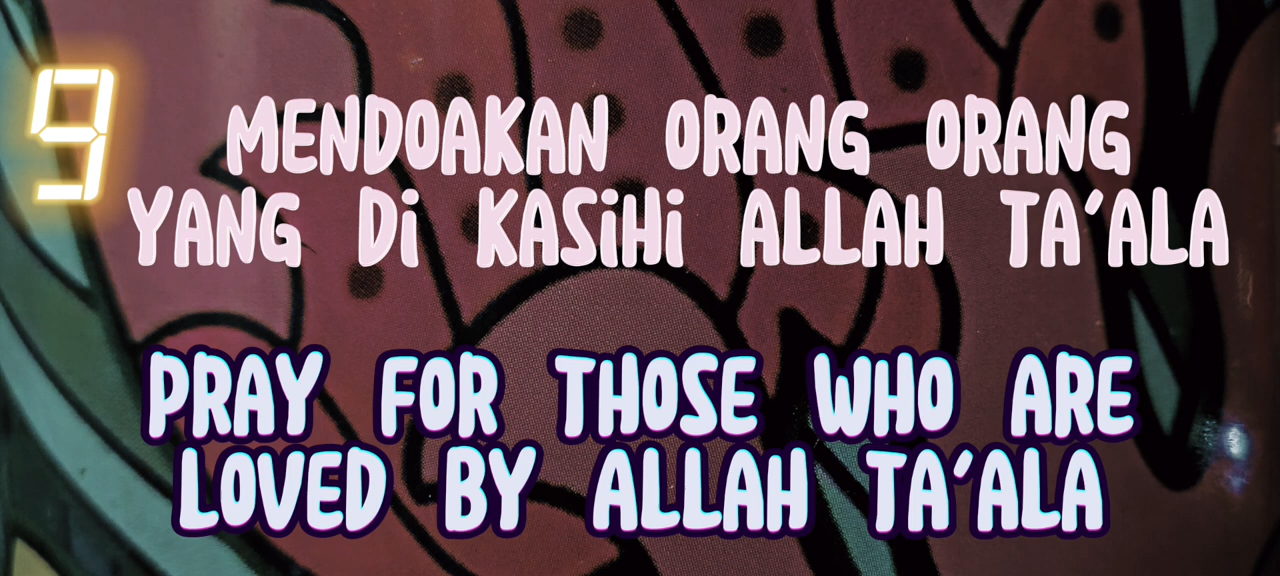 9
MENDOAKAN ORANG ORANG
YANG Di KASiHi ALLAH TA'ALA
PRAY FOR THOSE WHO ARE
LOVED BY ALLAH TA'ALA